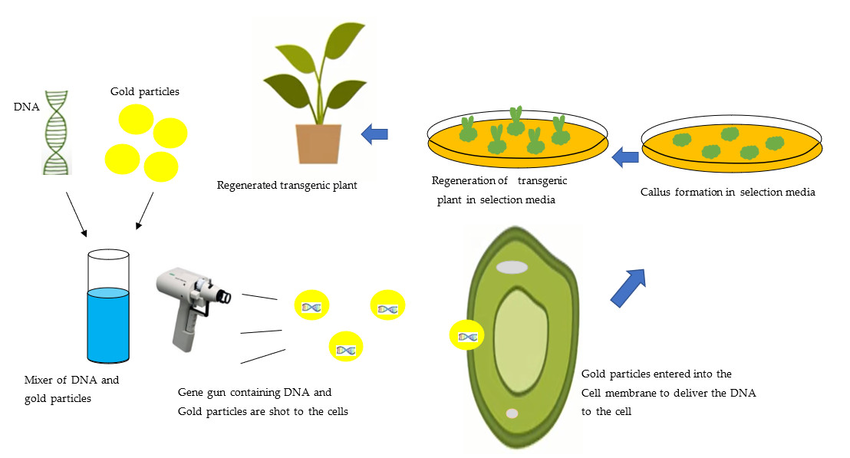 DNA
Gold particles
Regenerated transgenic plant
Regeneration of transgenic
plant in selection media
Callus formation in selection media
Mixer of DNA and
gold particles
Gene gun containing DNA and
Gold particles are shot to the cells
Gold particles entered into the
Cell membrane to deliver the DNA
to the cell